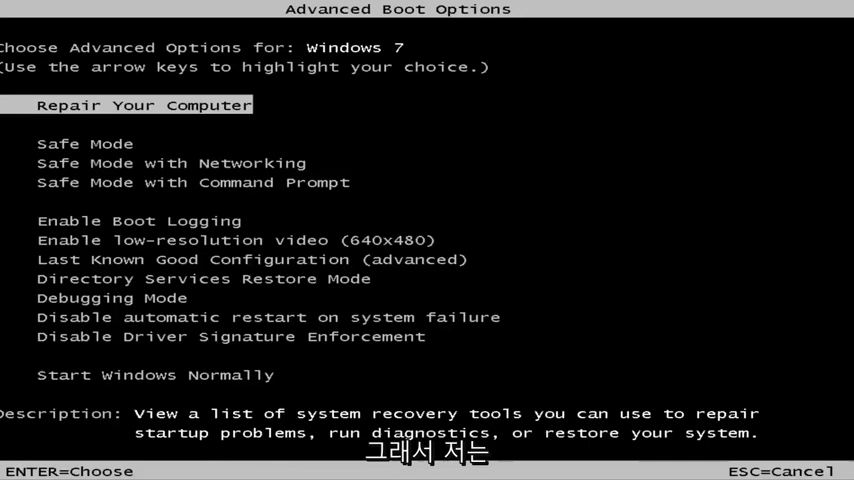 Advanced Boot Options
Choose Advanced Options for: Windows 7
(Use the arrow keys to highlight your choice.)
Repair Your Computer
Safe Mode
Safe Mode with Networking
Safe Mode with Command Prompt
Enable Boot Logging
Enable low-resolution video (640x480)
Last Known Good Configuration (advanced)
Directory Services Restore Mode
Debugging Mode
Disable automatic restart on system failure
Disable Driver Signature Enforcement
Start Windows Normally
Description: View a list of system recovery tools you can use to repair
startup problems, run diagnostics, or restore your system.
그래서 저는
ENTER=Choose ESC=Cancel